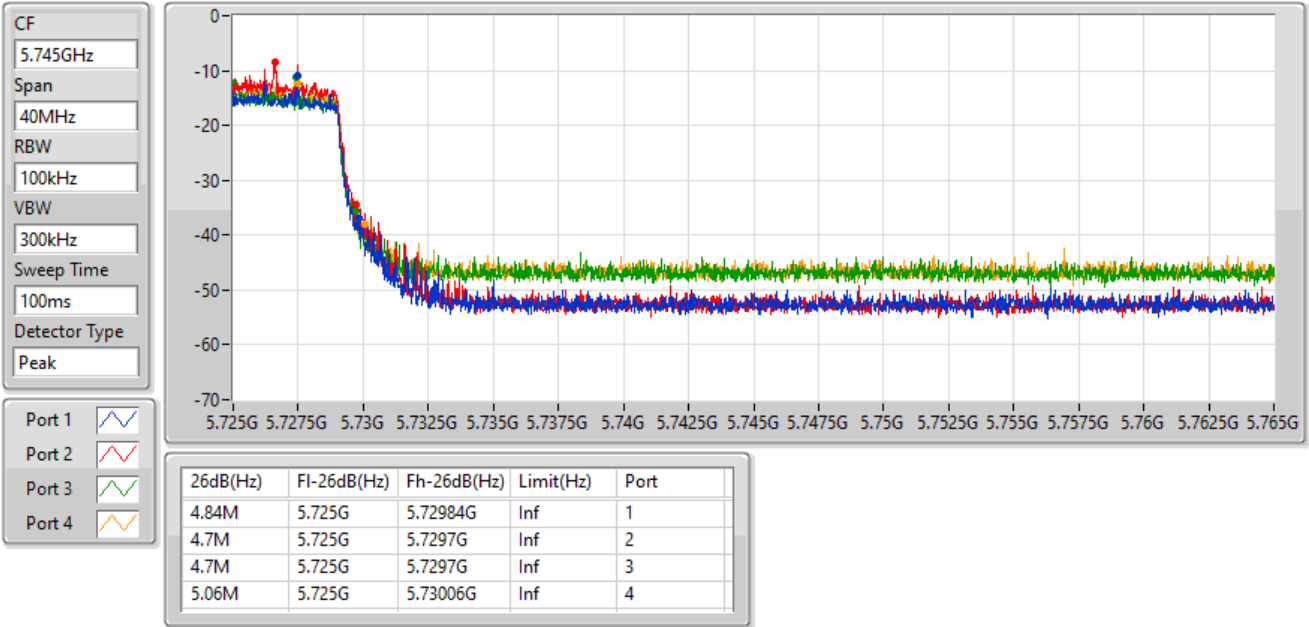 CF
5.745GHz
Span
40MHz
RBW
100kHz
VBW
300kHz
Sweep Time
100ms
Detector Type
Peak
Port 1
Port 2
Port 3
Port 4
0
-10
-20
-30
-40
-50
-60
-70
5.725G 5.7275G 5.73G 5.7325G 5.735G 5.7375G 5.74G 5.7425G 5.745G 5.7475G 5.75G 5.7525G 5.755G 5.7575G 5.76G 5.7625G 5.765G
26dB(Hz) Fl-26dB(Hz) Fh-26dB(Hz) Limit(Hz) Port
4.84M 5.725G 5.72984G Inf 1
4.7M 5.725G 5.7297G Inf 2
4.7M 5.725G 5.7297G Inf 3
5.06M 5.725G 5.73006G Inf 4